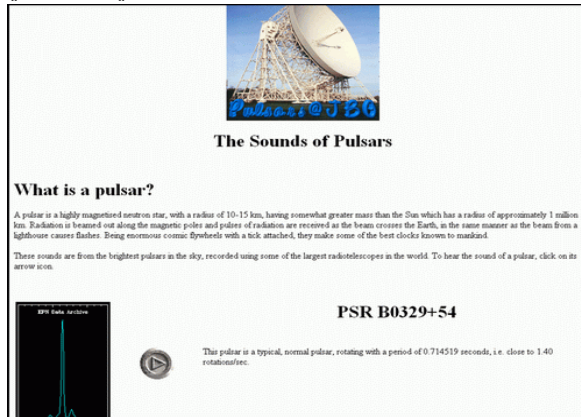 Pulsars@JBO
The Sounds of Pulsars
What is a pulsar?
A pulsar is a highly magnetised neutron star, with a radius of 10-15 km, having somewhat greater mass than the Sun which has a radius of approximately 1 million
km. Radiation is beamed out along the magnetic poles and pulses of radiation are received as the beam crosses the Earth, in the same manner as the beam from a
lighthouse causes flashes. Being enormous cosmic flywheels with a tick attached, they make some of the best clocks known to mankind.
These sounds are from the brightest pulsars in the sky, recorded using some of the largest radiotelescopes in the world. To hear the sound of a pulsar, click on its
arrow icon.
EPN Data Archive
PSR B0329+54
This pulsar is a typical, normal pulsar, rotating with a period of 0.714519 seconds, i.e. close to 1.40
rotations/sec.